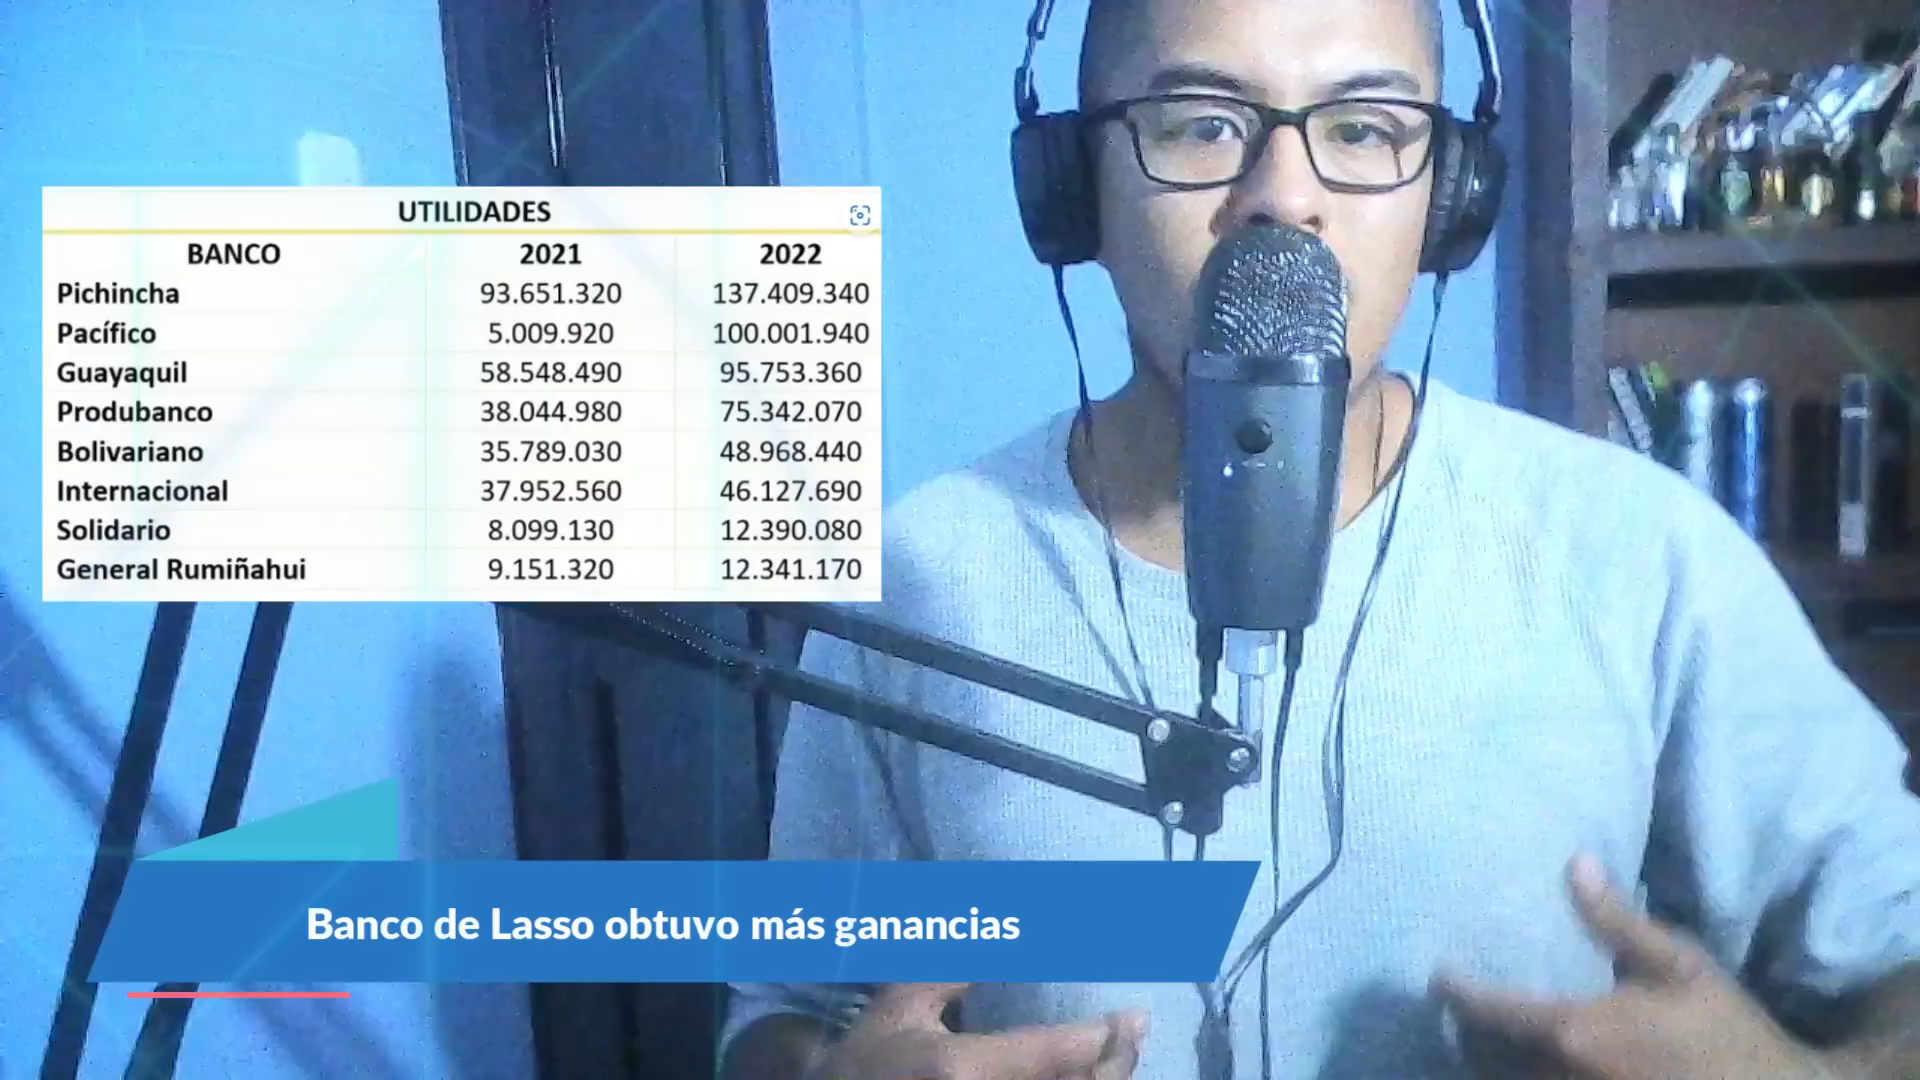 UTILIDADES
BANCO 2021 2022
Pichincha 93.651.320 137.409.340
Pacífico 5.009.920 100.001.940
Guayaquil 58.548.490 95.753.360
Produbanco 38.044.980 75.342.070
Bolivariano 35.789.030 48.968.440
Internacional 37.952.560 46.127.690
Solidario 8.099.130 12.390.080
General Rumiñahui 9.151.320 12.341.170
Banco de Lasso obtuvo más ganancias